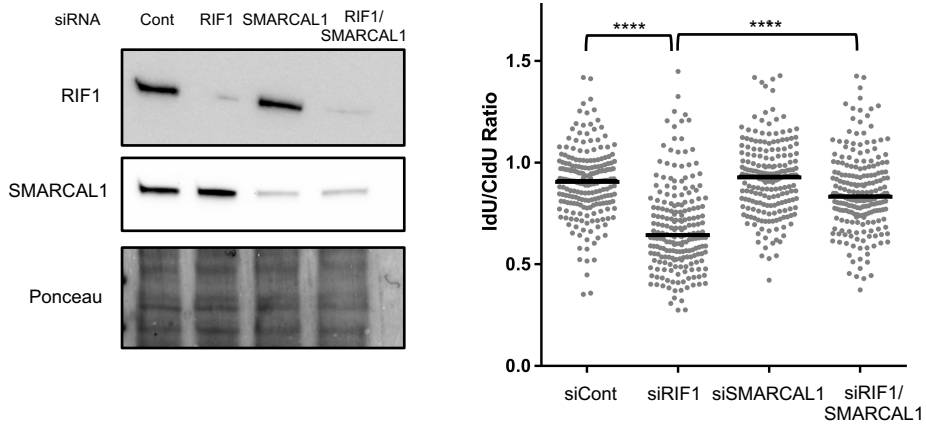 siRNA Cont RIF1 SMARCAL1 RIF1/
SMARCAL1
RIF1
SMARCAL1
Ponceau
**** ****
IdU/CldU Ratio
1.5
1.0
0.5
0.0
siCont siRIF1 siSMARCAL1 siRIF1/
SMARCAL1